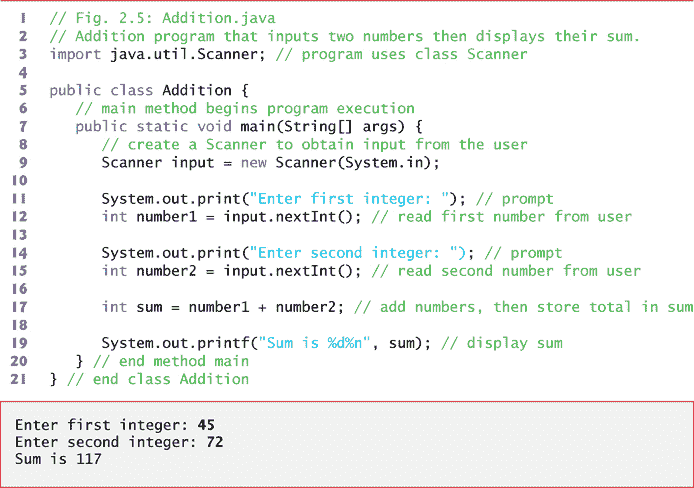 1 // Fig. 2.5: Addition.java
2 // Addition program that inputs two numbers then displays their sum.
3 import java.util.Scanner; // program uses class Scanner
4
5 public class Addition {
6 // main method begins program execution
7 public static void main(String[] args) {
8 // create a Scanner to obtain input from the user
9 Scanner input = new Scanner(System.in);
10
11 System.out.print("Enter first integer: "); // prompt
12 int number1 = input.nextInt(); // read first number from user
13
14 System.out.print("Enter second integer: "); // prompt
15 int number2 = input.nextInt(); // read second number from user
16
17 int sum = number1 + number2; // add numbers, then store total in sum
18
19 System.out.printf("Sum is %d%n", sum); // display sum
20 } // end method main
21 } // end class Addition
Enter first integer: 45
Enter second integer: 72
Sum is 117